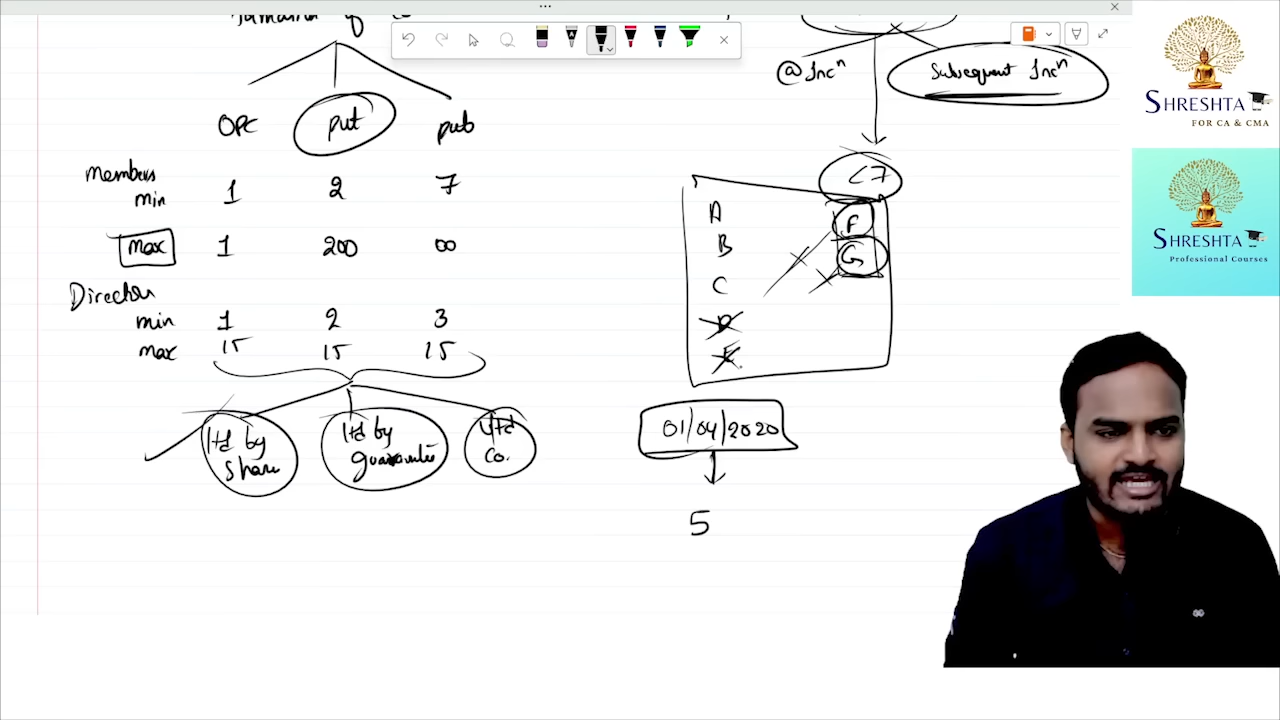 Formation of
OPC pvt pub
members
min 1 2 7
max 1 200 ∞
Director
min 1 2 3
max 15 15 15
ltd by share
ltd by guarantee
Co.
@ Incⁿ
Subsequent Incⁿ
<7
A F
B G
C
D
E
01/04/2020
5
SHRESHTA
FOR CA & CMA
SHRESHTA
Professional Courses